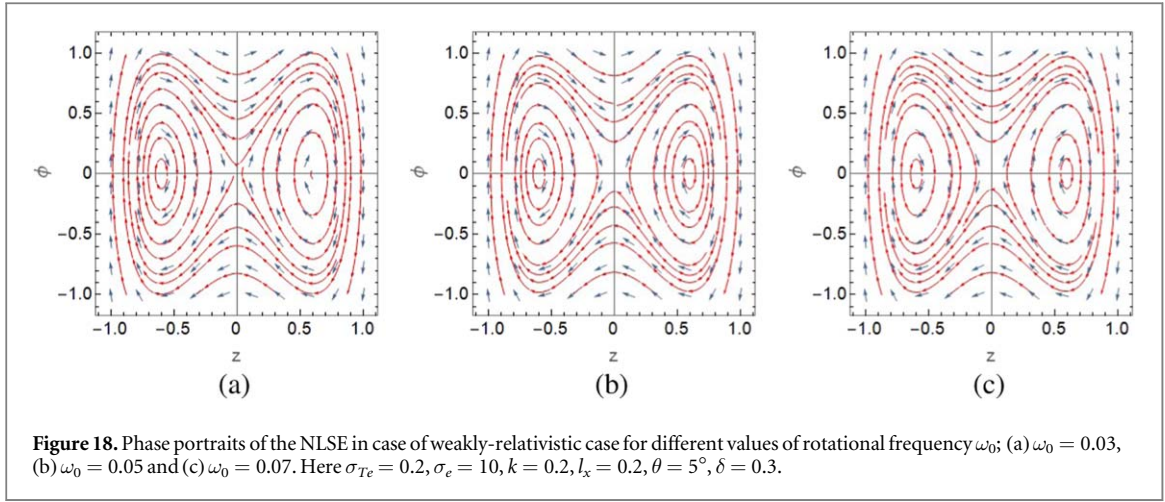 1.0
0.5
0
−0.5
−1.0
ϕ
−1.0 −0.5 0 0.5 1.0
z
(a)
1.0
0.5
0
−0.5
−1.0
ϕ
−1.0 −0.5 0 0.5 1.0
z
(b)
1.0
0.5
0
−0.5
−1.0
ϕ
−1.0 −0.5 0 0.5 1.0
z
(c)
Figure 18. Phase portraits of the NLSE in case of weakly-relativistic case for different values of rotational frequency ω₀; (a) ω₀ = 0.03,
(b) ω₀ = 0.05 and (c) ω₀ = 0.07. Here σ_Te = 0.2, σ_e = 10, k = 0.2, l_x = 0.2, θ = 5°, δ = 0.3.